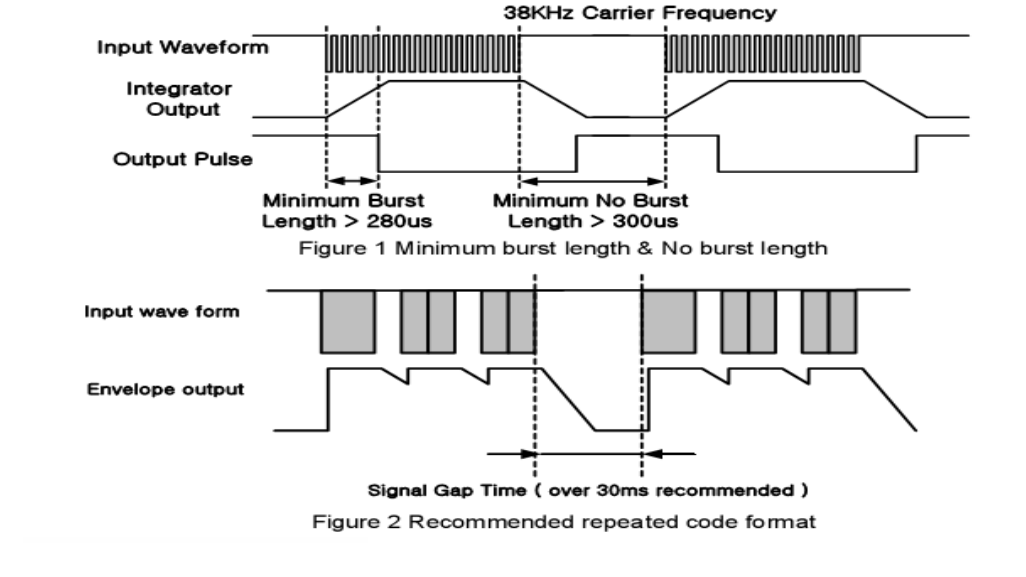 38KHz Carrier Frequency
Input Waveform
Integrator
Output
Output Pulse
Minimum Burst
Length > 280us
Minimum No Burst
Length > 300us
Figure 1 Minimum burst length & No burst length
Input wave form
Envelope output
Signal Gap Time ( over 30ms recommended )
Figure 2 Recommended repeated code format